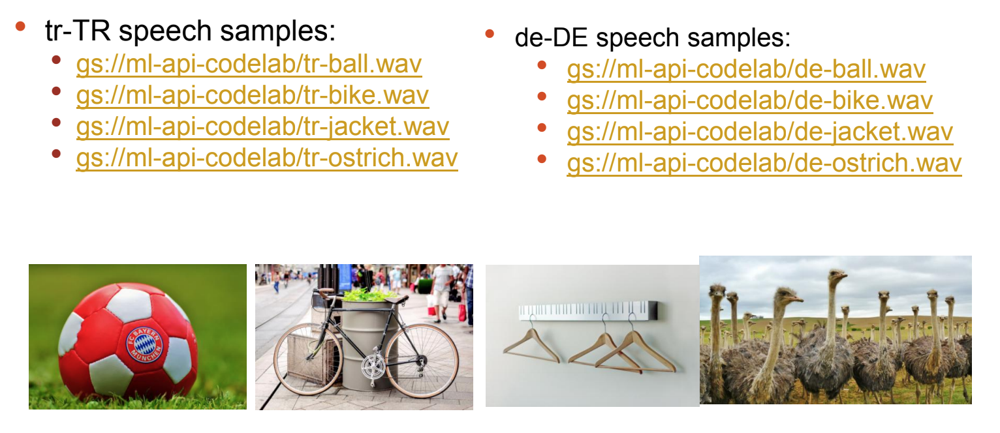 tr-TR speech samples:
gs://ml-api-codelab/tr-ball.wav
gs://ml-api-codelab/tr-bike.wav
gs://ml-api-codelab/tr-jacket.wav
gs://ml-api-codelab/tr-ostrich.wav
de-DE speech samples:
gs://ml-api-codelab/de-ball.wav
gs://ml-api-codelab/de-bike.wav
gs://ml-api-codelab/de-jacket.wav
gs://ml-api-codelab/de-ostrich.wav
FC BAYERN
MÜNCHEN